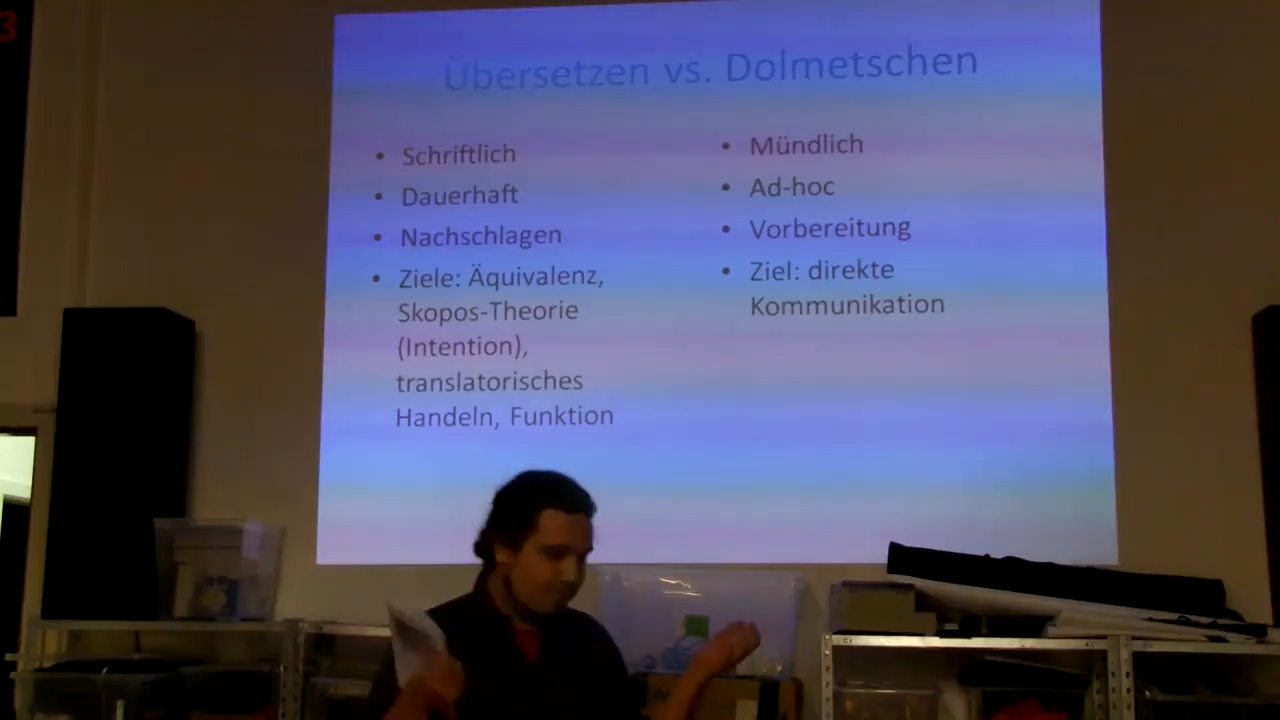 3
Übersetzen vs. Dolmetschen
• Schriftlich
• Dauerhaft
• Nachschlagen
• Ziele: Äquivalenz,
Skopos-Theorie
(Intention),
translatorisches
Handeln, Funktion
• Mündlich
• Ad-hoc
• Vorbereitung
• Ziel: direkte
Kommunikation